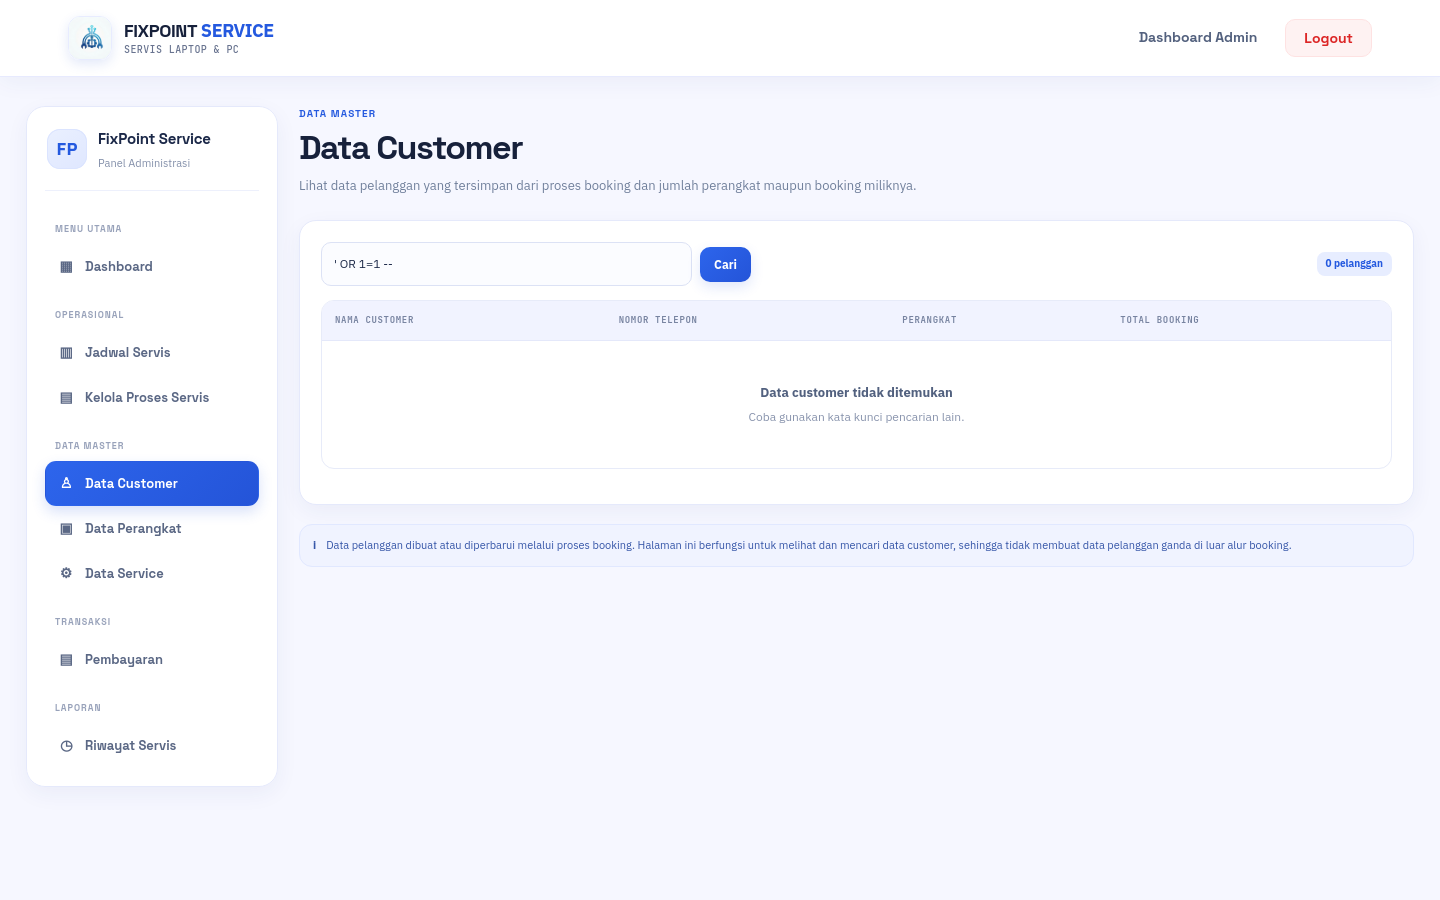 FIXPOINT SERVICE
SERVIS LAPTOP & PC
Dashboard Admin
Logout
FP
FixPoint Service
Panel Administrasi
MENU UTAMA
Dashboard
OPERASIONAL
Jadwal Servis
Kelola Proses Servis
DATA MASTER
Data Customer
Data Perangkat
Data Service
TRANSAKSI
Pembayaran
LAPORAN
Riwayat Servis
DATA MASTER
Data Customer
Lihat data pelanggan yang tersimpan dari proses booking dan jumlah perangkat maupun booking miliknya.
' OR 1=1 --
Cari
0 pelanggan
NAMA CUSTOMER NOMOR TELEPON PERANGKAT TOTAL BOOKING
Data customer tidak ditemukan
Coba gunakan kata kunci pencarian lain.
I Data pelanggan dibuat atau diperbarui melalui proses booking. Halaman ini berfungsi untuk melihat dan mencari data customer, sehingga tidak membuat data pelanggan ganda di luar alur booking.